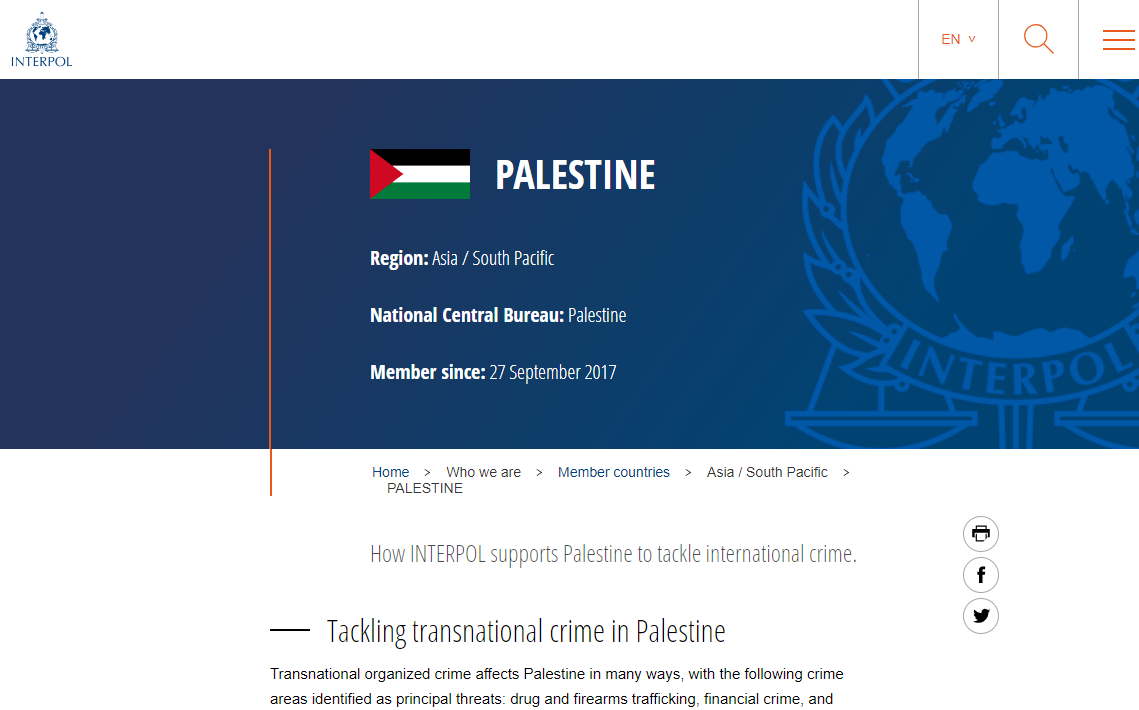 INTERPOL
EN
PALESTINE
Region: Asia / South Pacific
National Central Bureau: Palestine
Member since: 27 September 2017
INTERPOL
Home > Who we are > Member countries > Asia / South Pacific >
PALESTINE
How INTERPOL supports Palestine to tackle international crime.
Tackling transnational crime in Palestine
Transnational organized crime affects Palestine in many ways, with the following crime
areas identified as principal threats: drug and firearms trafficking, financial crime, and